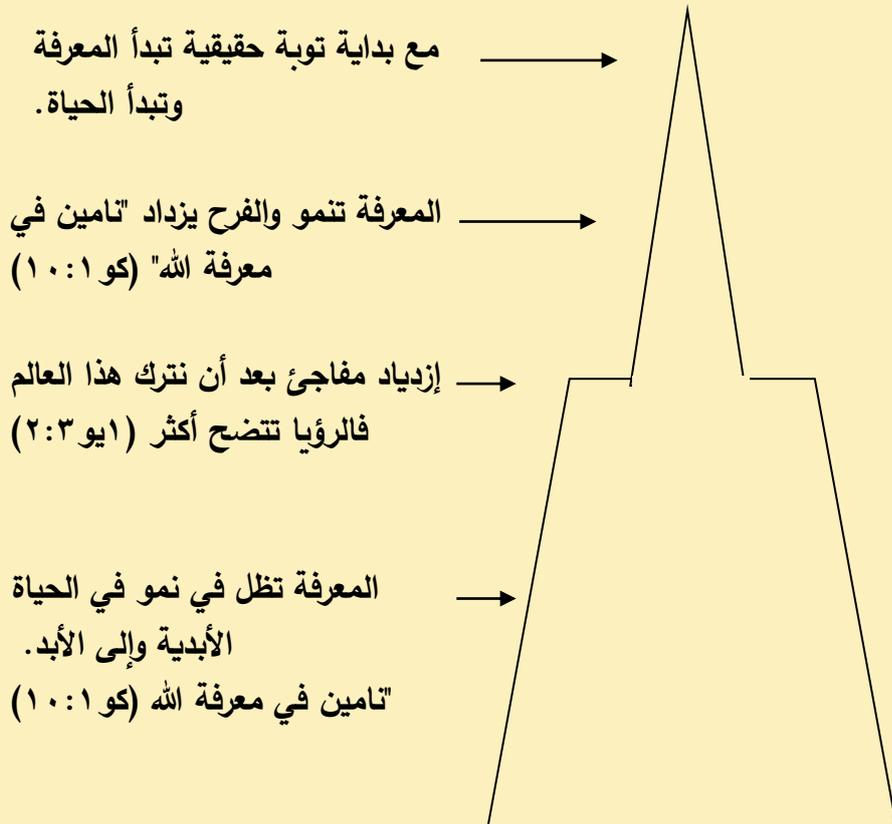 مع بداية توبة حقيقية تبدأ المعرفة
وتبدأ الحياة.
المعرفة تنمو والفرح يزداد "نامين في
معرفة الله" (كو١٠:١)
إزدياد مفاجئ بعد أن نترك هذا العالم
فالرؤيا تتضح أكثر (١يو٢:٣)
المعرفة تظل في نمو في الحياة
الأبدية وإلى الأبد.
"نامين في معرفة الله (كو١٠:١)